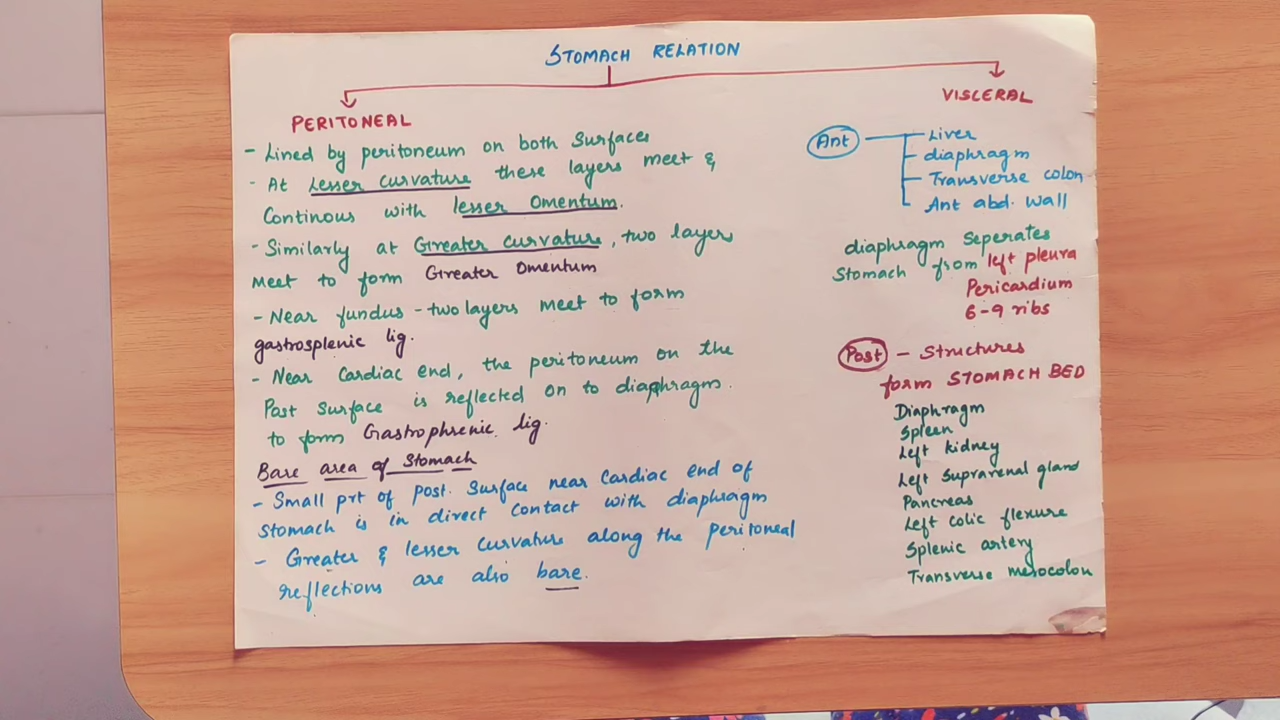 STOMACH RELATION
PERITONEAL
- Lined by peritoneum on both surfaces
- At Lesser curvature these layers meet &
Continous with lesser Omentum.
- Similarly at Greater curvature, two layers
meet to form Greater Omentum
- Near fundus - two layers meet to form
gastrosplenic lig.
- Near Cardiac end, the peritoneum on the
Post surface is reflected on to diaphragm.
to form Gastrophrenic lig.
Bare area of Stomach
- Small prt of post. surface near cardiac end of
Stomach is in direct contact with diaphragm
- Greater & lesser curvature along the peritoneal
reflections are also bare.
VISCERAL
Ant
Liver
diaphragm
Transverse colon
Ant abd. wall
diaphragm seperates
Stomach from left pleura
Pericardium
6-9 ribs
Post - Structures
form STOMACH BED
Diaphragm
Spleen
Left kidney
Left Suprarenal gland
Pancreas
Left colic flexure
Splenic artery
Transverse mesocolon